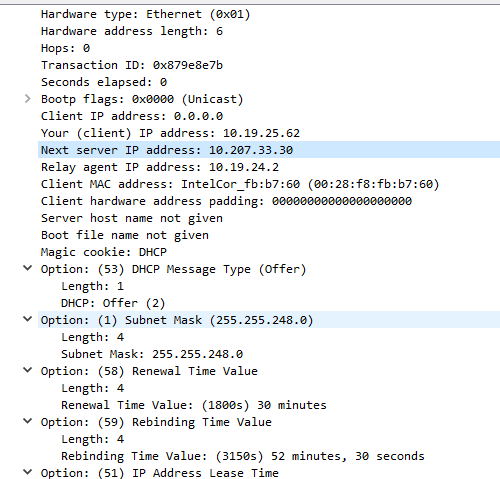 Hardware type: Ethernet (0x01)
Hardware address length: 6
Hops: 0
Transaction ID: 0x879e8e7b
Seconds elapsed: 0
Bootp flags: 0x0000 (Unicast)
Client IP address: 0.0.0.0
Your (client) IP address: 10.19.25.62
Next server IP address: 10.207.33.30
Relay agent IP address: 10.19.24.2
Client MAC address: IntelCor_fb:b7:60 (00:28:f8:fb:b7:60)
Client hardware address padding: 00000000000000000000
Server host name not given
Boot file name not given
Magic cookie: DHCP
Option: (53) DHCP Message Type (Offer)
Length: 1
DHCP: Offer (2)
Option: (1) Subnet Mask (255.255.248.0)
Length: 4
Subnet Mask: 255.255.248.0
Option: (58) Renewal Time Value
Length: 4
Renewal Time Value: (1800s) 30 minutes
Option: (59) Rebinding Time Value
Length: 4
Rebinding Time Value: (3150s) 52 minutes, 30 seconds
Option: (51) IP Address Lease Time